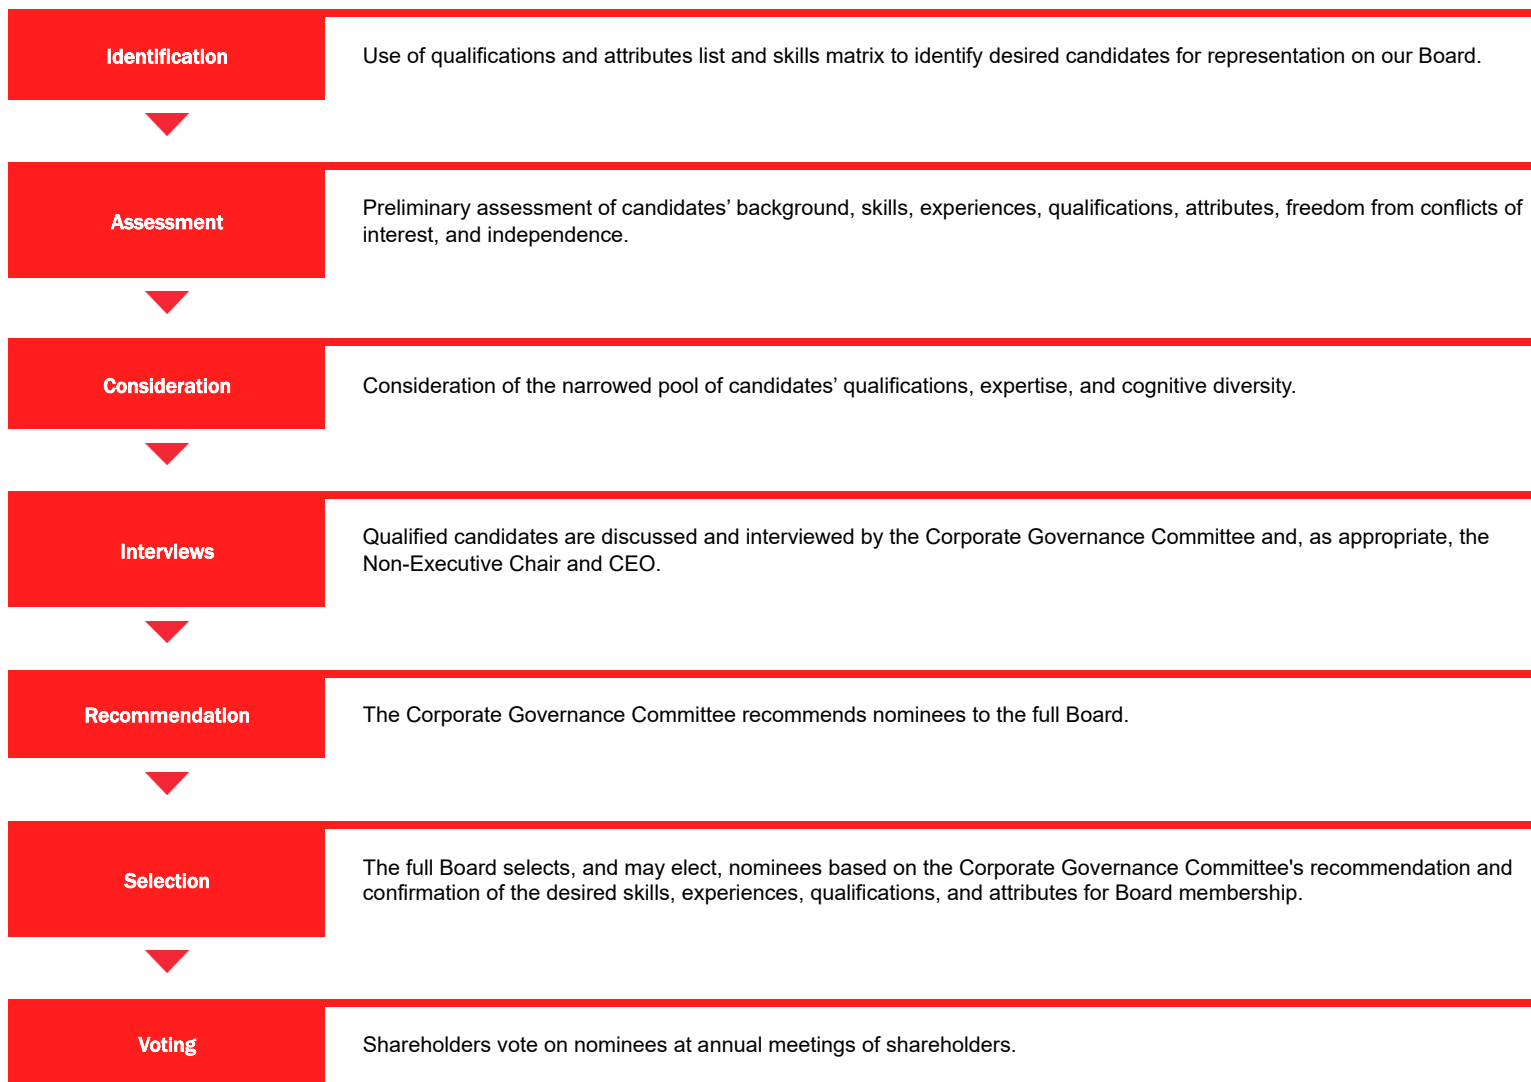 Identification
Use of qualifications and attributes list and skills matrix to identify desired candidates for representation on our Board.
Assessment
Preliminary assessment of candidates’ background, skills, experiences, qualifications, attributes, freedom from conflicts of
interest, and independence.
Consideration
Consideration of the narrowed pool of candidates’ qualifications, expertise, and cognitive diversity.
Interviews
Qualified candidates are discussed and interviewed by the Corporate Governance Committee and, as appropriate, the
Non-Executive Chair and CEO.
Recommendation
The Corporate Governance Committee recommends nominees to the full Board.
Selection
The full Board selects, and may elect, nominees based on the Corporate Governance Committee's recommendation and
confirmation of the desired skills, experiences, qualifications, and attributes for Board membership.
Voting
Shareholders vote on nominees at annual meetings of shareholders.